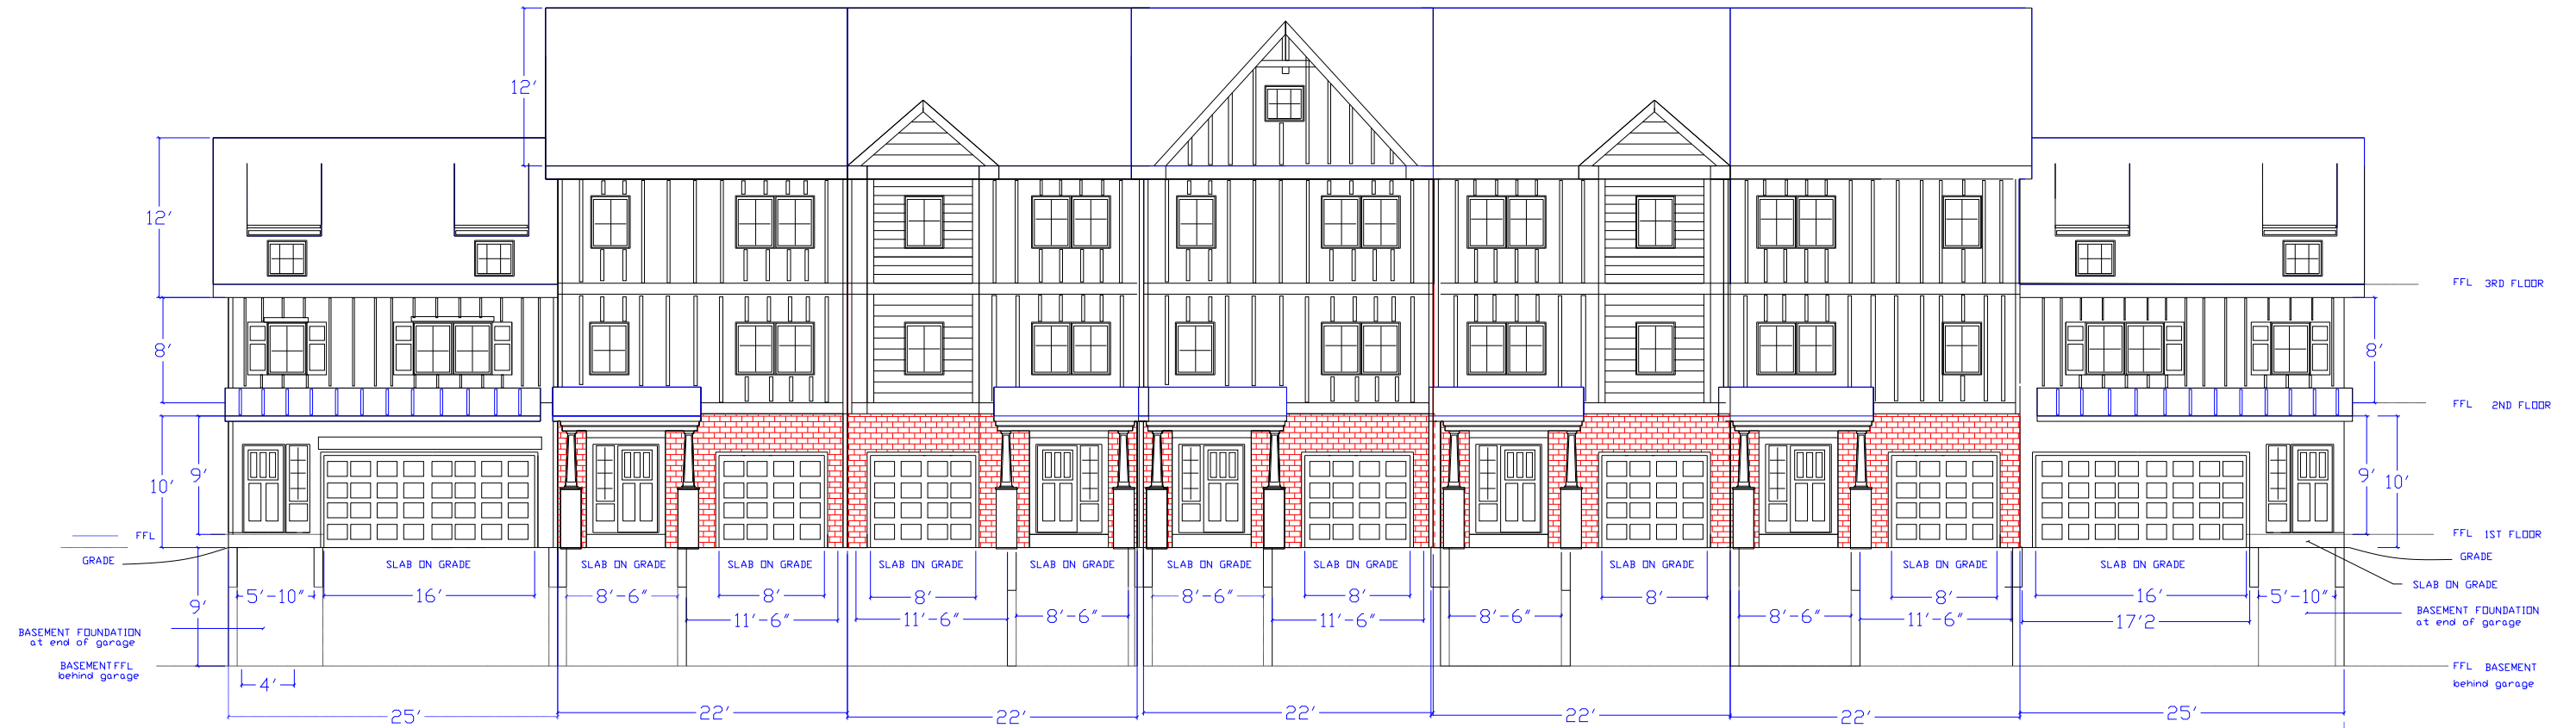 12′
12′
FFL 3RD FLOOR
8′
8′
FFL 2ND FLOOR
10′
9′
9′
10′
FFL
FFL 1ST FLOOR
GRADE
GRADE
SLAB ON GRADE
SLAB ON GRADE
SLAB ON GRADE
SLAB ON GRADE
SLAB ON GRADE
SLAB ON GRADE
SLAB ON GRADE
SLAB ON GRADE
SLAB ON GRADE
SLAB ON GRADE
SLAB ON GRADE
5′-10″
16′
8′-6″
8′
8′
8′-6″
8′-6″
8′
8′-6″
8′
8′-6″
8′
16′
5′-10″
9′
11′-6″
11′-6″
11′-6″
11′-6″
17′2
BASEMENT FOUNDATION
at end of garage
BASEMENT FOUNDATION
at end of garage
BASEMENT FFL
behind garage
FFL BASEMENT
behind garage
4′
25′
22′
22′
22′
22′
22′
25′